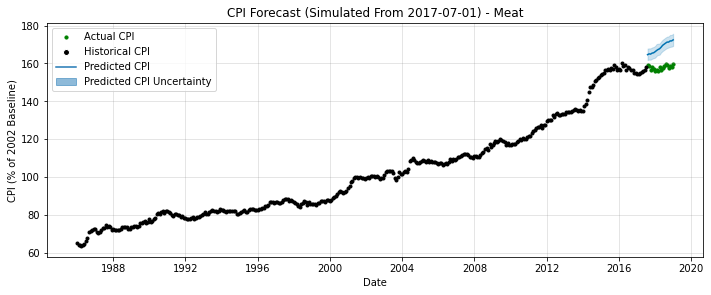 CPI Forecast (Simulated From 2017-07-01) - Meat
Actual CPI
Historical CPI
Predicted CPI
Predicted CPI Uncertainty
CPI (% of 2002 Baseline)
180
160
140
120
100
80
60
1988
1992
1996
2000
2004
2008
2012
2016
2020
Date